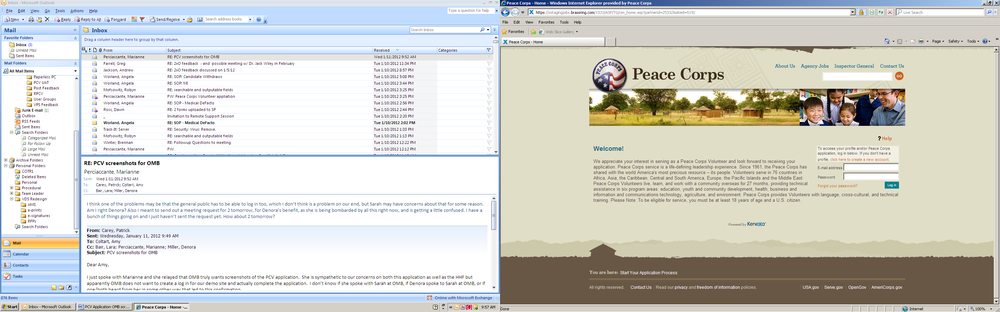 Inbox - Microsoft Outlook
File Edit View Go Tools Actions Help
Type a question for help
New Reply Reply to All Forward Send/Receive Search address books
Mail
Favorite Folders
Inbox (3)
Unread Mail
Sent Items
Mail Folders
All Mail Items
Paperless PC
PCV UAT
Post Feedback
RPCV
User Groups
VPS Feedback
Junk E-mail [1]
Outbox
RSS Feeds
Sent Items
Search Folders
Categorized Mail
For Follow Up
Large Mail
Unread Mail
Archive Folders
Personal Folders
COTR1
Deleted Items
Personal
Procedural
Team Leader
VDS Redesign
AMS
e-prints
e-signatures
RFPs
Search Folders
Mail
Calendar
Contacts
Tasks
876 Items
Inbox
Search Inbox
Drag a column header here to group by that column.
From Subject Received Categories
Perciaccante, Marianne RE: PCV screenshots for OMB Wed 1/11/2012 9:52 AM
Farrell, Greg RE: 2xO feedback - and possible meeting w/ Dr. Jack Wiley in February Tue 1/10/2012 11:34 PM
Jackson, Andrew RE: 2xO feedback discussed on 1/5/12 Tue 1/10/2012 8:57 PM
Worland, Angela RE: SOP: Candidate Withdraws Tue 1/10/2012 5:08 PM
Worland, Angela RE: SOP: MI Tue 1/10/2012 3:44 PM
Mofsowitz, Robyn RE: searchable and outputable fields Tue 1/10/2012 3:25 PM
Perciaccante, Marianne FW: Peace Corps Volunteer appliation Tue 1/10/2012 3:25 PM
Worland, Angela RE: SOP - Medical DeFacto Tue 1/10/2012 2:56 PM
Ross, Dawn RE: 2 forms uploaded to SP Tue 1/10/2012 2:44 PM
_ Invitation to Remote Support Session Tue 1/10/2012 2:20 PM
Worland, Angela RE: SOP - Medical DeFacto Tue 1/10/2012 2:02 PM
Track-It! Server RE: Security: Virus: Remove. Tue 1/10/2012 1:33 PM
Mofsowitz, Robyn RE: searchable and outputable fields Tue 1/10/2012 1:13 PM
Winter, Brennan RE: Followup Questions to meeting Tue 1/10/2012 12:22 PM
Perciaccante, Marianne FW: Tue 1/10/2012 12:12 PM
RE: PCV screenshots for OMB
Perciaccante, Marianne
Sent: Wed 1/11/2012 9:52 AM
To: Carey, Patrick; Coltart, Amy
Cc: Bair, Lara; Miller, Denora
I think one of the problems may be that the general public has to be able to log in too, which I don't think is a problem on our end, but Sarah may have concerns about that for some reason.
Am I right Denora? Also I meant to send out a meeting request for 2 tomorrow, for Denora's benefit, as she is being bombarded by all this right now, and is getting a little confused. I have a
bunch of things going on and I just haven't sent the request yet. How about 2 tomorrow?
From: Carey, Patrick
Sent: Wednesday, January 11, 2012 9:49 AM
To: Coltart, Amy
Cc: Bair, Lara; Perciaccante, Marianne; Miller, Denora
Subject: PCV screenshots for OMB
Dear Amy,
I just spoke with Marianne and she relayed that OMB truly wants screenshots of the PCV application. She is sympathetic to our concerns on both this application as well as the HHF but
apparently OMB does not want to create a log in for our demo site and actually complete the application. I don't know if she spoke with Sarah at OMB, if Denora spoke to Sarah at OMB, or if
one/both heard from her in some other way that led to this confirmation
Online with Microsoft Exchange
Start Inbox - Microsoft Outlook PCV Application OMB scr... Peace Corps - Home -... 9:57 AM
Peace Corps - Home - Windows Internet Explorer provided by Peace Corps
https://sstagingjobs.brassring.com/1033/ASP/TG/cim_home.asp?partnerid=25332&siteid=5192
Live Search
File Edit View Favorites Tools Help
Favorites Web Slice Gallery
Peace Corps - Home
Page Safety Tools
PEACE CORPS
Peace Corps
About Us Agency Jobs Inspector General Contact Us
GO
? Help
Welcome!
We appreciate your interest in serving as a Peace Corps Volunteer and look forward to receiving your
application. Peace Corps service is a life-defining leadership experience. Since 1961, the Peace Corps has
shared with the world America's most precious resource – its people. Volunteers serve in 76 countries in
Africa, Asia, the Caribbean, Central and South America, Europe, the Pacific Islands and the Middle East.
Peace Corps Volunteers live, learn, and work with a community overseas for 27 months, providing technical
assistance in six program areas: education, youth and community development, health, business and
information and communications technology, agriculture, and environment. Peace Corps provides Volunteers with language, cross-cultural, and technical
training. Please Note: To be eligible for service, you must be at least 18 years of age and a U.S. citizen.
To access your profile and/or Peace Corps
application, log in below. If you don't have a
profile, click here to create a new account.
E-mail address
Password
Forgot your password? Log in
Powered by Kenexa
You are here: Start Your Application Process
All rights reserved. Contact Us Read our privacy and freedom of information policies. USA.gov Serve.gov OpenGov AmeriCorps.gov
Done Internet 100%